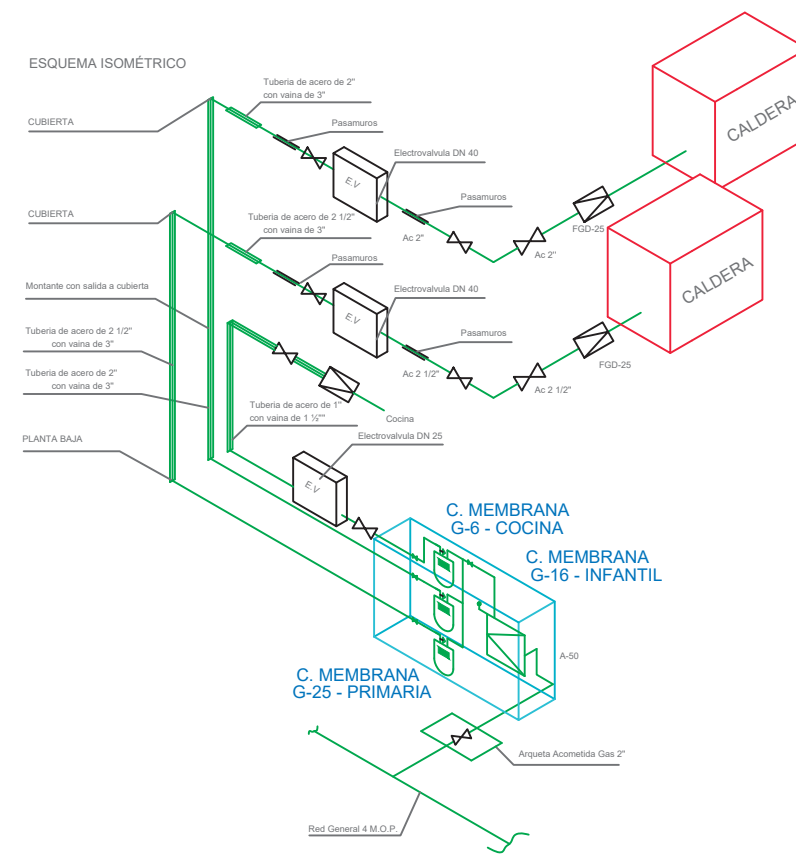 ESQUEMA ISOMÉTRICO
Tuberia de acero de 2"
con vaina de 3"
CUBIERTA
Pasamuros
CALDERA
Electrovalvula DN 40
E.V
Pasamuros
CUBIERTA
Tuberia de acero de 2 1/2"
con vaina de 3"
Ac 2"
FGD-25
Ac 2"
Pasamuros
CALDERA
Montante con salida a cubierta
Electrovalvula DN 40
E.V
Tuberia de acero de 2 1/2"
con vaina de 3"
Pasamuros
Ac 2 1/2"
FGD-25
Tuberia de acero de 2"
con vaina de 3"
Ac 2 1/2"
Tuberia de acero de 1"
con vaina de 1 ½""
Cocina
PLANTA BAJA
Electrovalvula DN 25
E.V
C. MEMBRANA
G-6 - COCINA
C. MEMBRANA
G-16 - INFANTIL
A-50
C. MEMBRANA
G-25 - PRIMARIA
Arqueta Acometida Gas 2"
Red General 4 M.O.P.